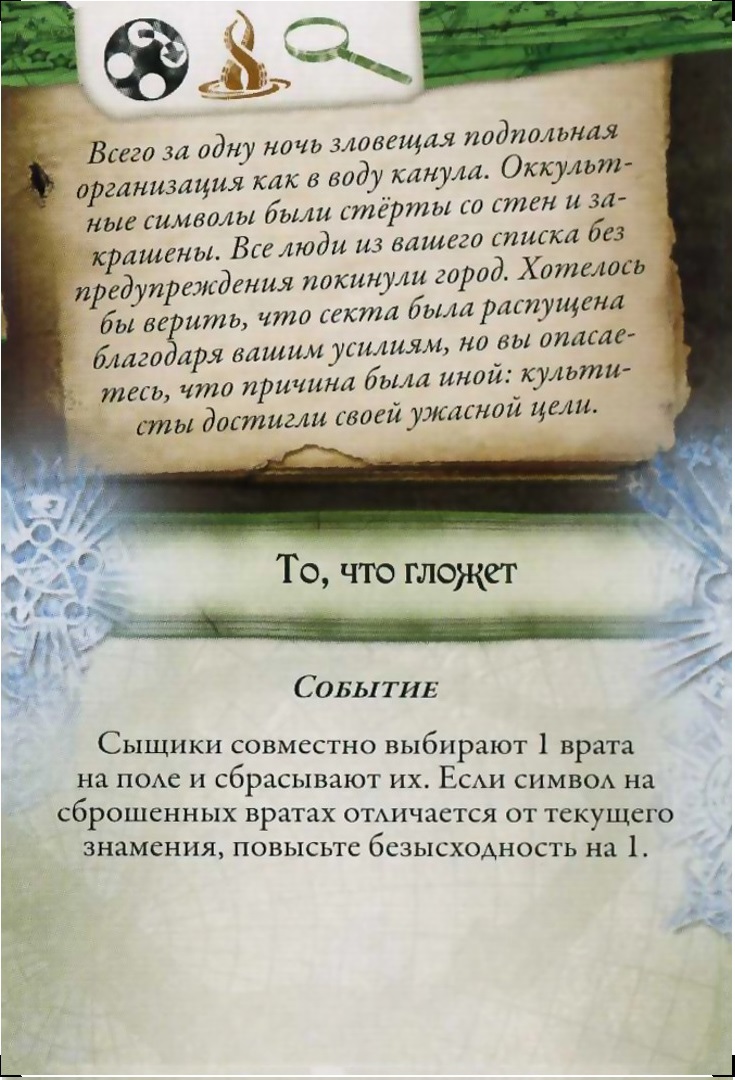 Всего за одну ночь зловещая подпольная
организация как в воду канула. Оккульт-
ные символы были стёрты со стен и за-
крашены. Все люди из вашего списка без
предупреждения покинули город. Хотелось
бы верить, что секта была распущена
благодаря вашим усилиям, но вы опасае-
тесь, что причина была иной: культи-
сты достигли своей ужасной цели.
То, что гложет
Событие
Сыщики совместно выбирают 1 врата
на поле и сбрасывают их. Если символ на
сброшенных вратах отличается от текущего
знамения, повысьте безысходность на 1.